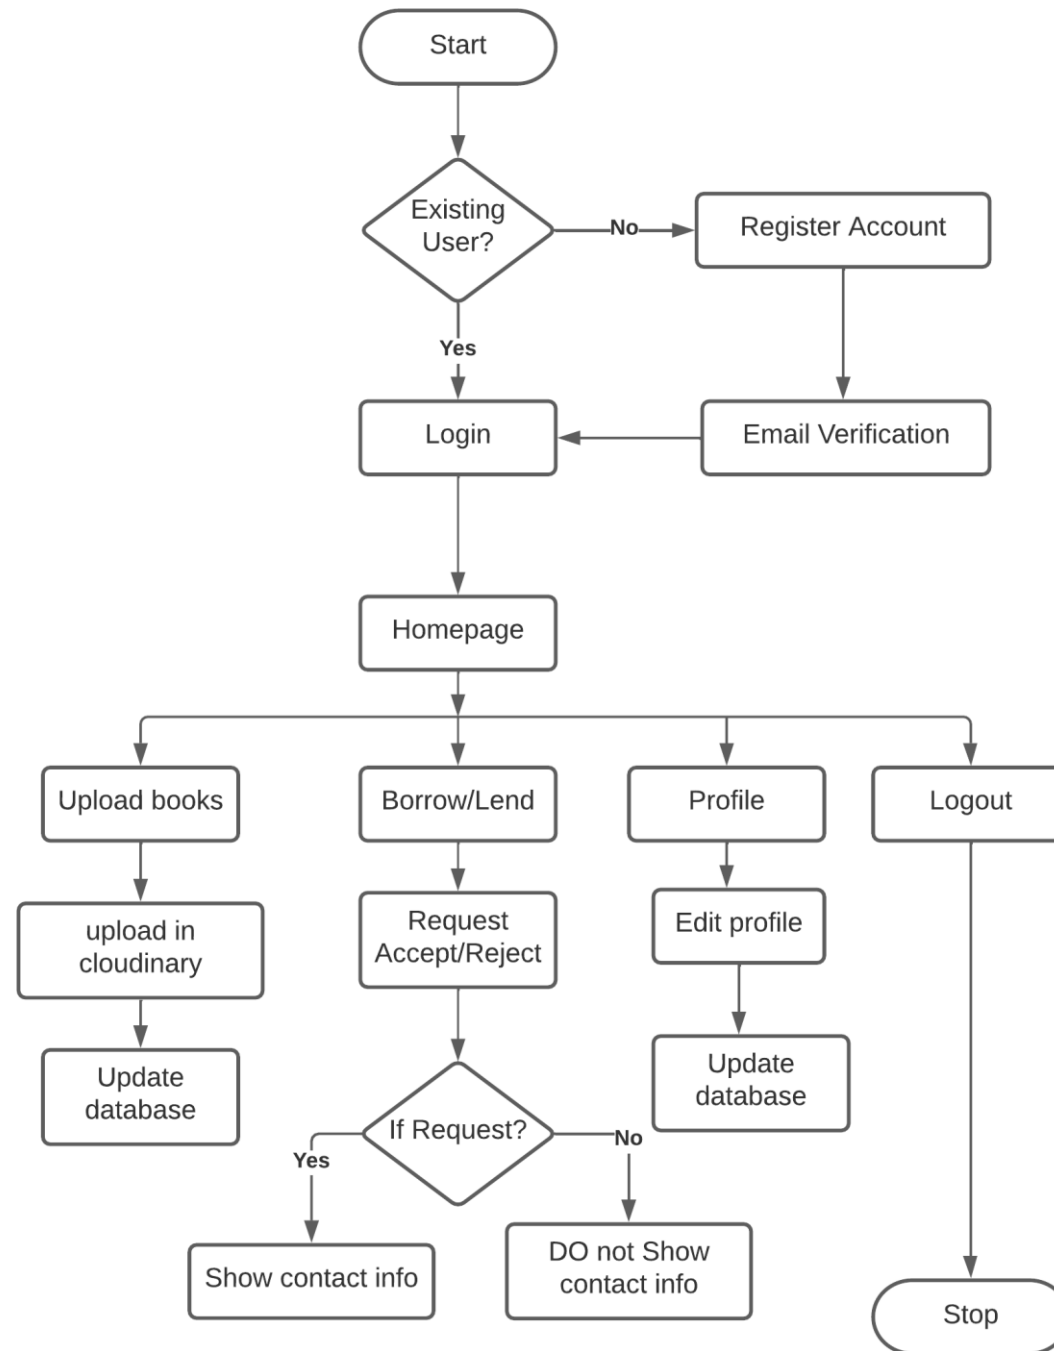 Start
Existing
User?
No
Register Account
Yes
Login
Email Verification
Homepage
Upload books
Borrow/Lend
Profile
Logout
upload in
cloudinary
Request
Accept/Reject
Edit profile
Update
database
Update
database
If Request?
Yes
No
Show contact info
DO not Show
contact info
Stop